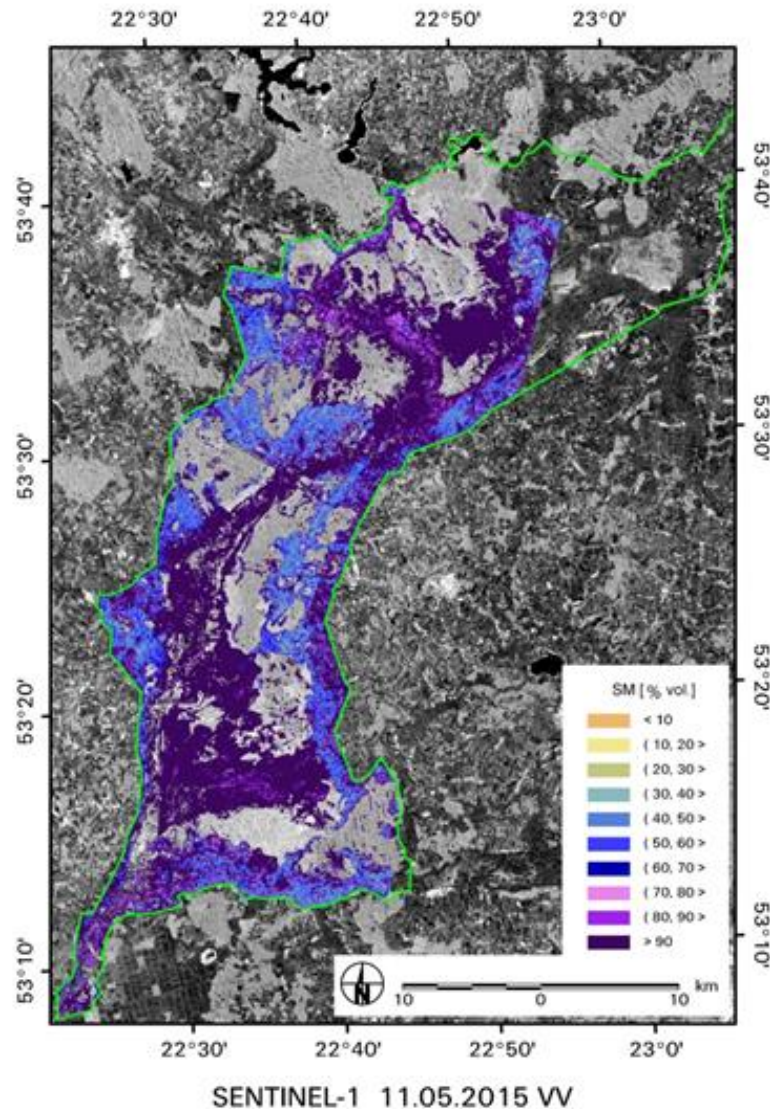 22°30' 22°40' 22°50' 23°0'
53°40' 53°40'
53°30' 53°30'
53°20' 53°20'
53°10' 53°10'
SM [ % vol.]
< 10
( 10, 20 >
( 20, 30 >
( 30, 40 >
( 40, 50 >
( 50, 60 >
( 60, 70 >
( 70, 80 >
( 80, 90 >
> 90
N
10 0 10 km
22°30' 22°40' 22°50' 23°0'
SENTINEL-1 11.05.2015 VV